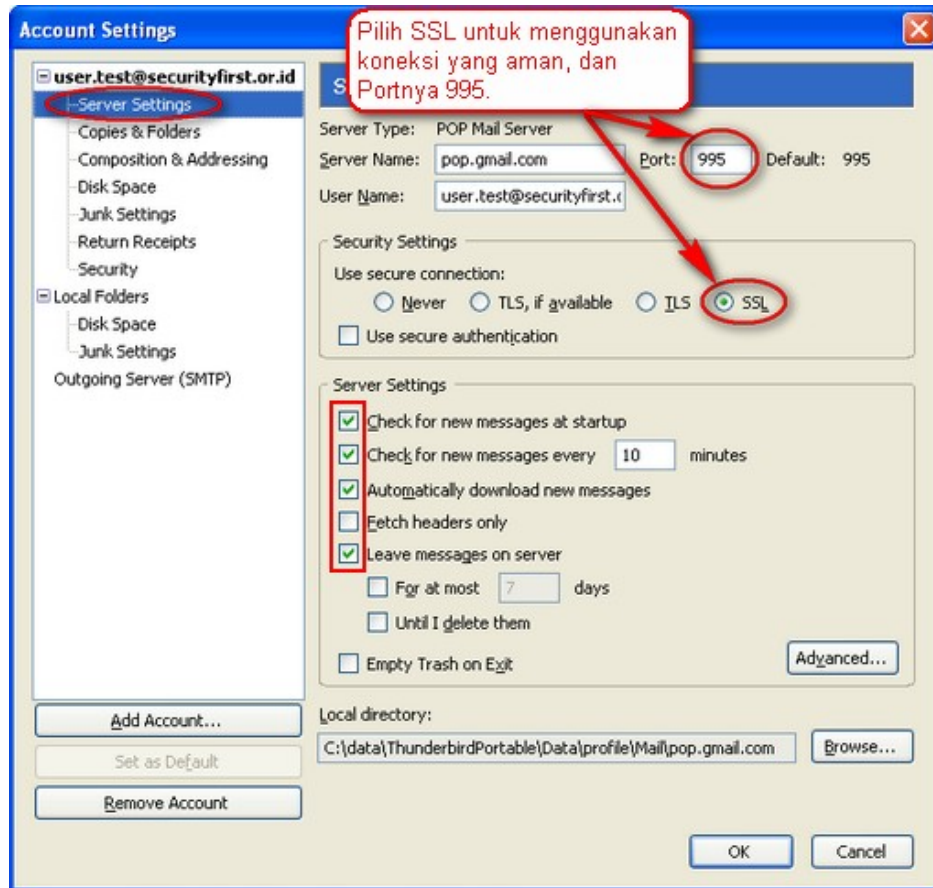 Account Settings
Pilih SSL untuk menggunakan
koneksi yang aman, dan
Portnya 995.
user.test@securityfirst.or.id
Server Settings
Copies & Folders
Composition & Addressing
Disk Space
Junk Settings
Return Receipts
Security
Local Folders
Disk Space
Junk Settings
Outgoing Server (SMTP)
Add Account...
Set as Default
Remove Account
S
Server Type: POP Mail Server
Server Name: pop.gmail.com Port: 995 Default: 995
User Name: user.test@securityfirst.
Security Settings
Use secure connection:
Never TLS, if available TLS SSL
Use secure authentication
Server Settings
Check for new messages at startup
Check for new messages every 10 minutes
Automatically download new messages
Fetch headers only
Leave messages on server
For at most 7 days
Until I delete them
Empty Trash on Exit
Advanced...
Local directory:
C:\data\ThunderbirdPortable\Data\profile\Mail\pop.gmail.com Browse...
OK Cancel